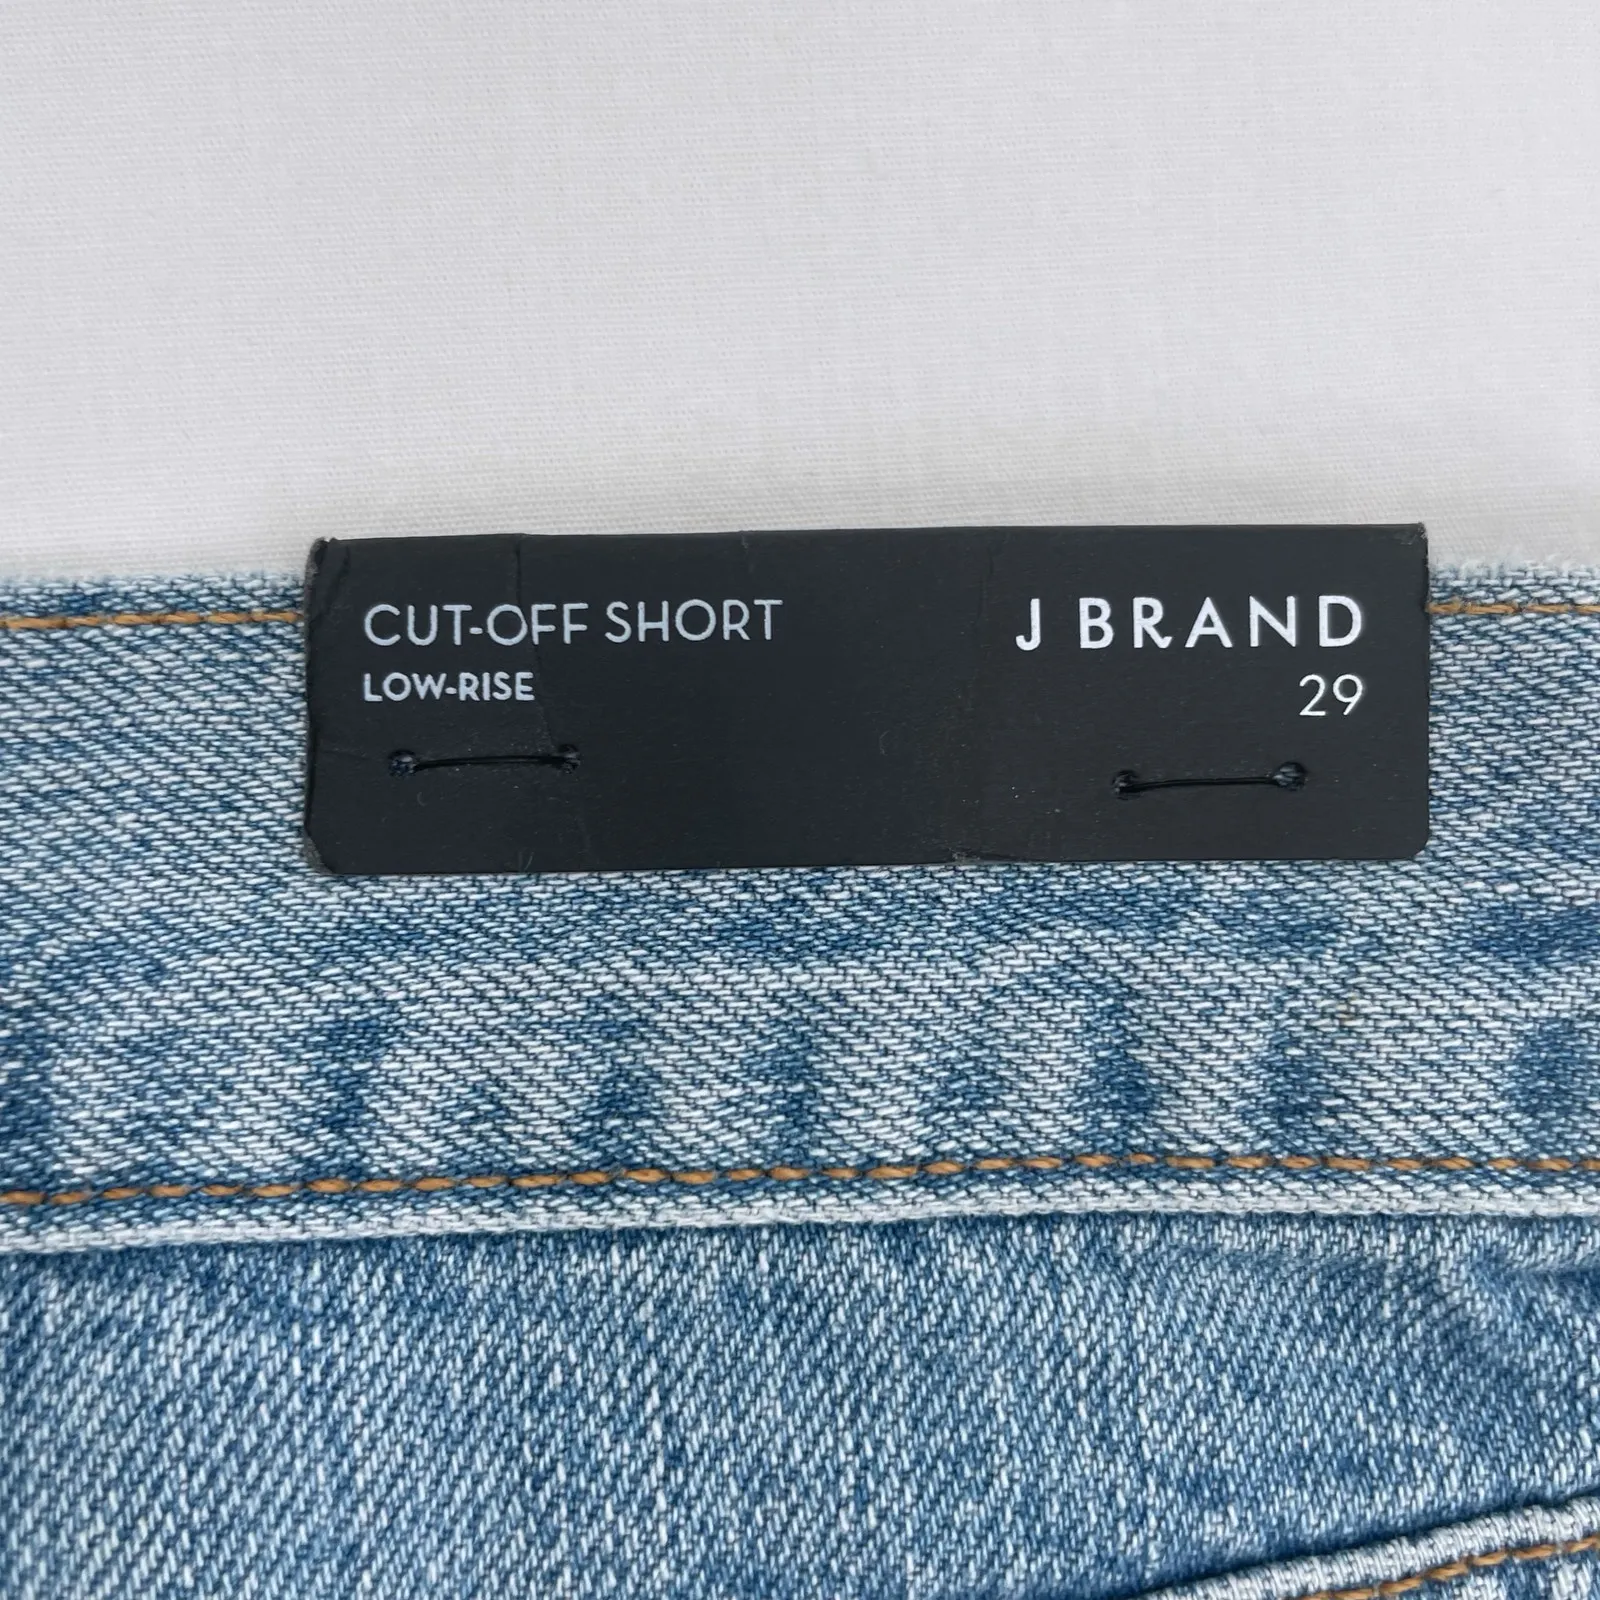 CUT-OFF SHORT
LOW-RISE
J BRAND
29